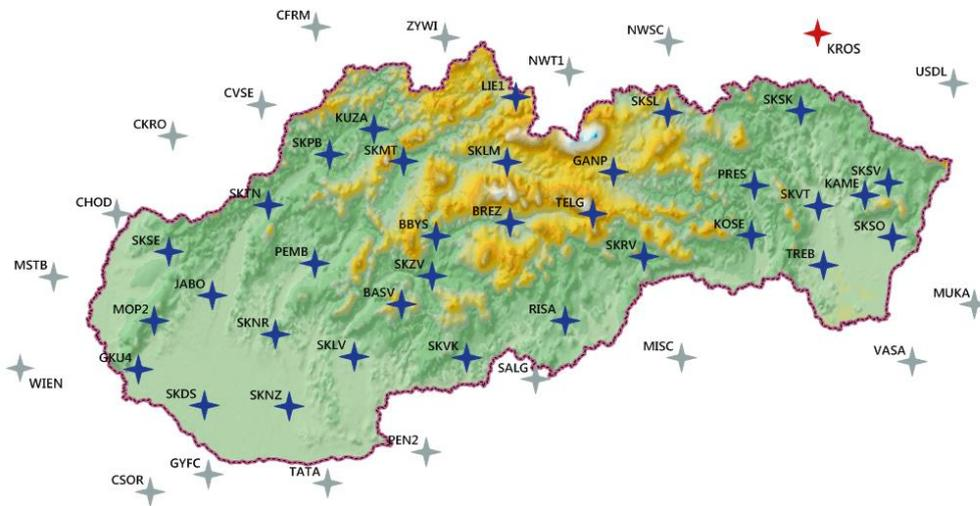 CFRM
ZYWI
NWSC
KROS
NWT1
USDL
LIE1
CVSE
SKSL
SKSK
KUZA
CKRO
SKPB
SKMT
SKLM
GANP
PRES
SKSV
KAME
SKTN
SKVT
CHOD
TELG
BREZ
BBYS
KOSE
SKSO
SKSE
SKRV
TREB
PEMB
SKZV
MSTB
JABO
BASV
MUKA
MOP2
RISA
SKNR
SKLV
SKVK
MISC
VASA
GKU4
SALG
WIEN
SKDS
SKNZ
PEN2
GYFC
TATA
CSOR